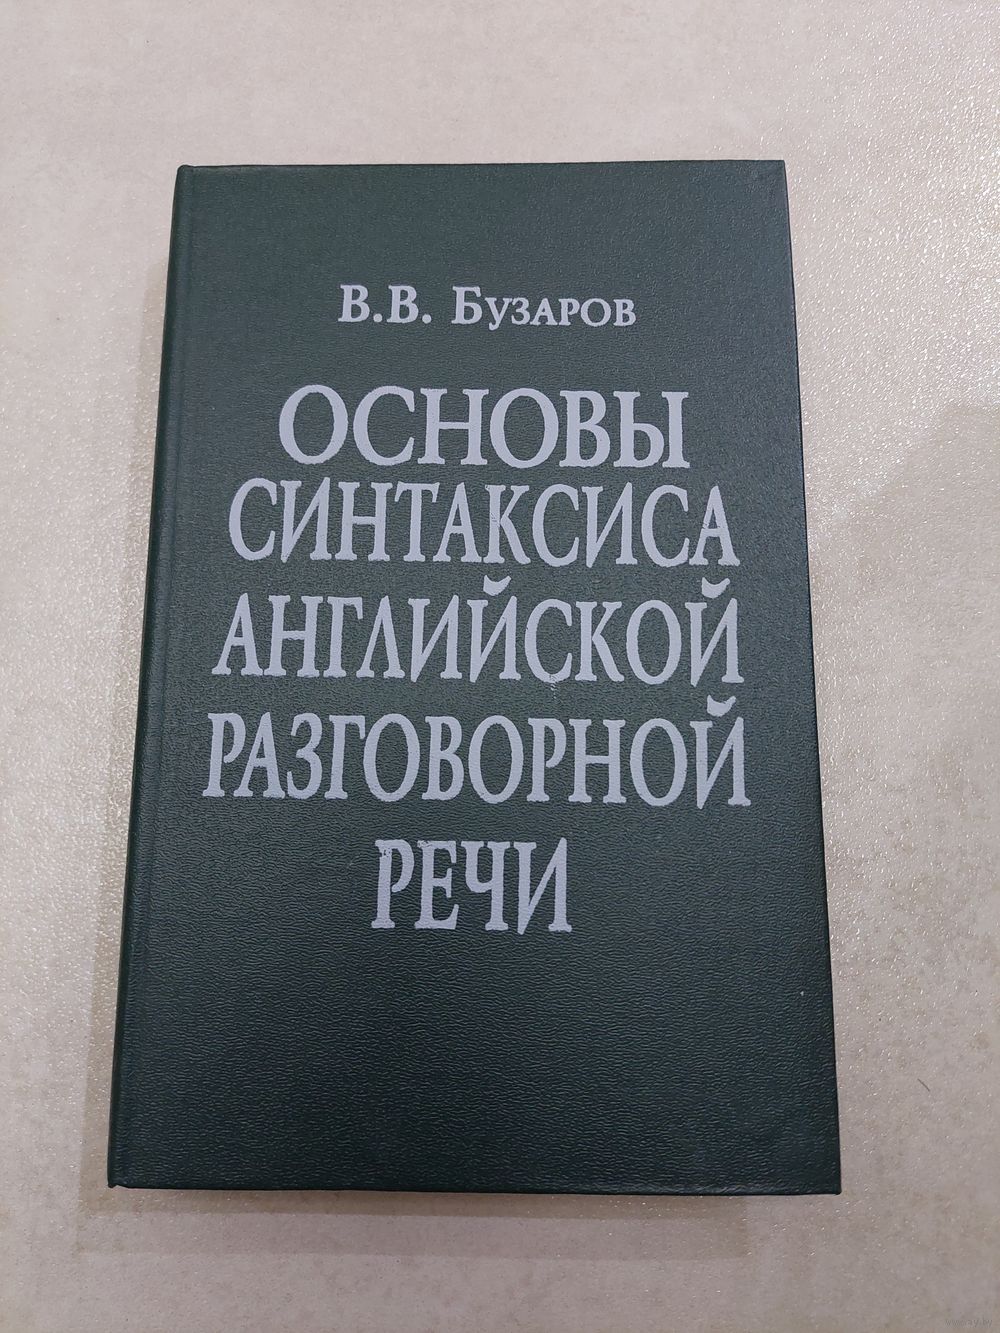 В.В. БУЗАРОВ
ОСНОВЫ
СИНТАКСИСА
АНГЛИЙСКОЙ
РАЗГОВОРНОЙ
РЕЧИ